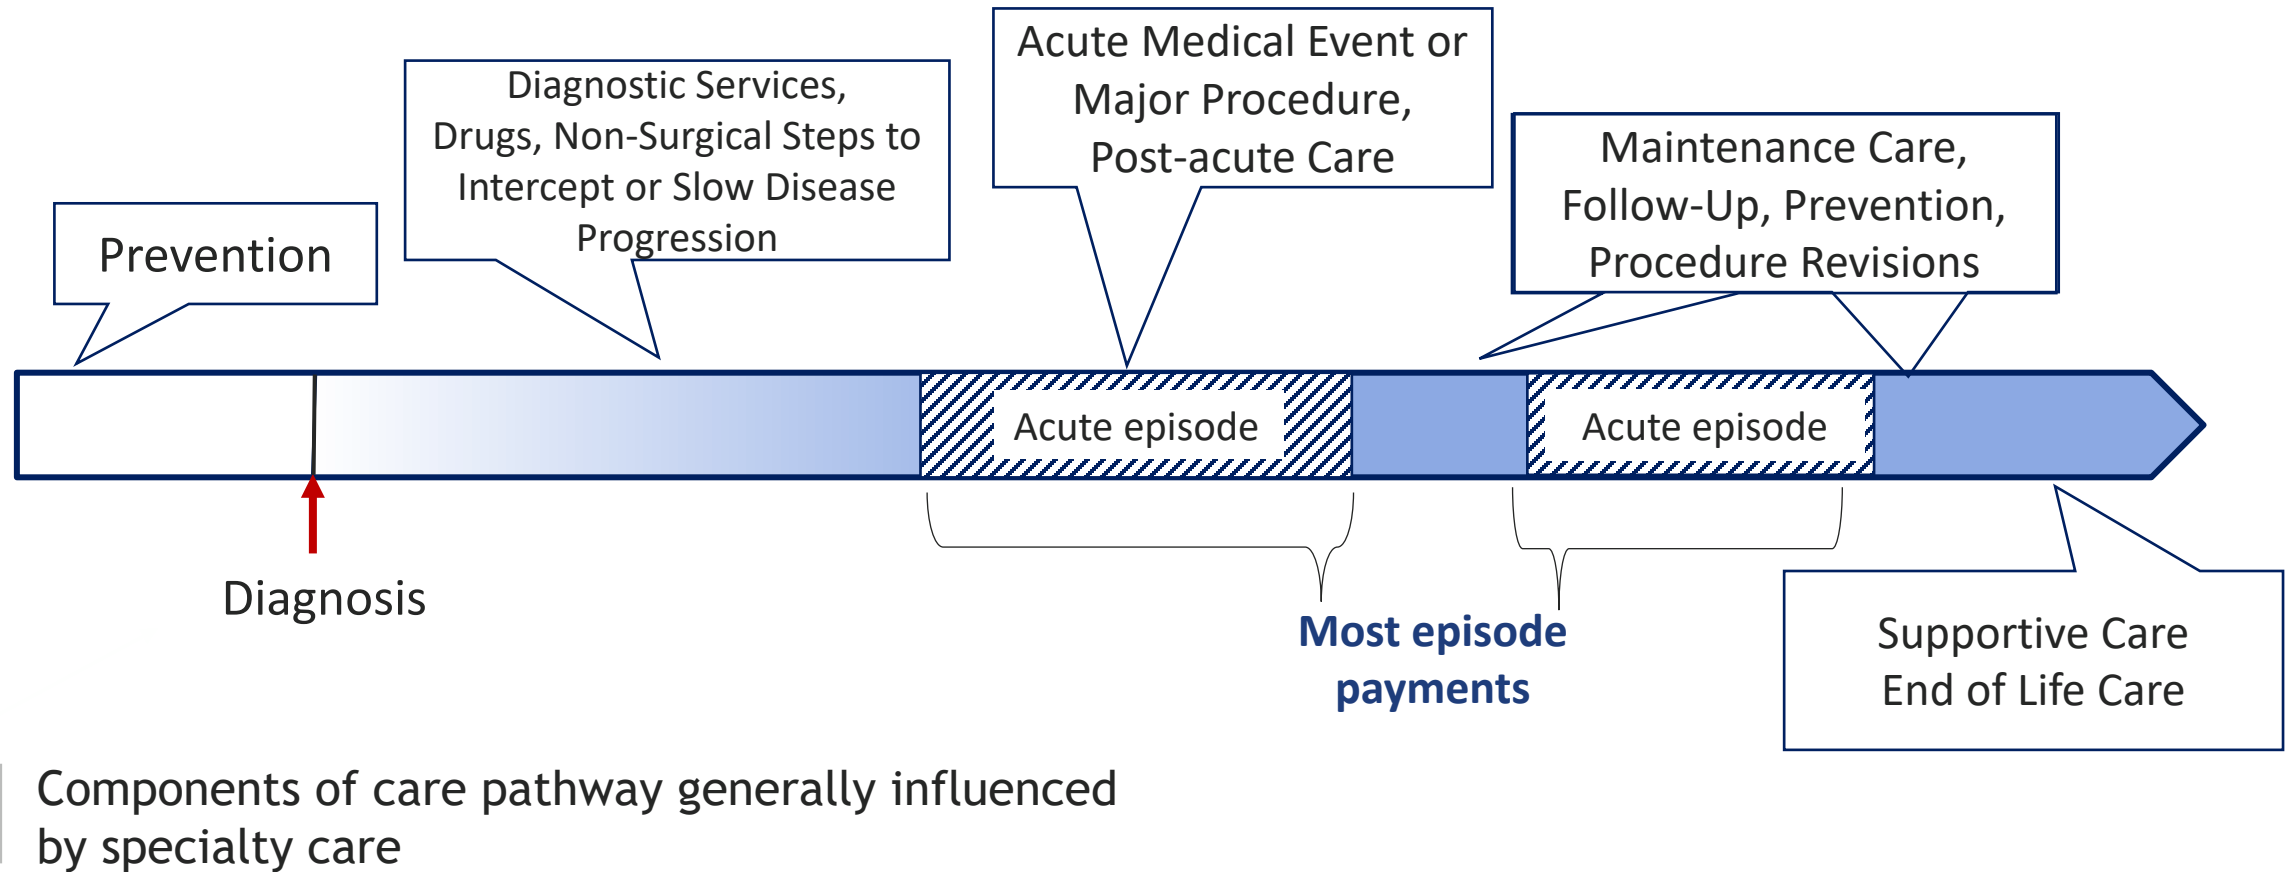 Prevention
Diagnostic Services,
Drugs, Non-Surgical Steps to
Intercept or Slow Disease
Progression
Acute Medical Event or
Major Procedure,
Post-acute Care
Maintenance Care,
Follow-Up, Prevention,
Procedure Revisions
Acute episode
Acute episode
Diagnosis
Most episode
payments
Supportive Care
End of Life Care
Components of care pathway generally influenced
by specialty care